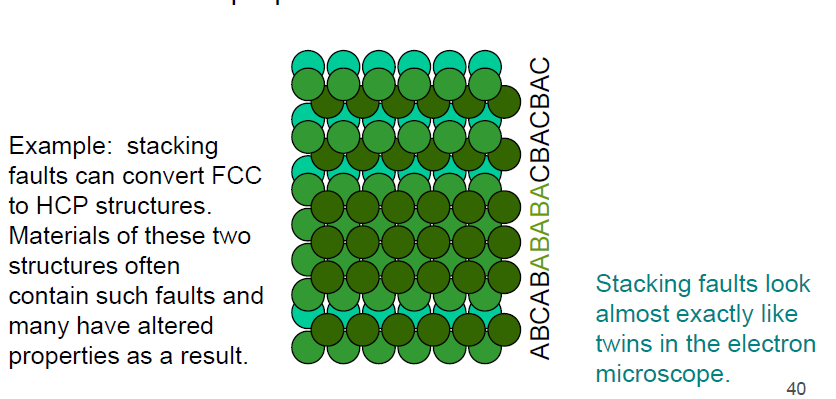 Example: stacking
faults can convert FCC
to HCP structures.
Materials of these two
structures often
contain such faults and
many have altered
properties as a result.
ABCABABABACBACBAC
Stacking faults look
almost exactly like
twins in the electron
microscope.
40